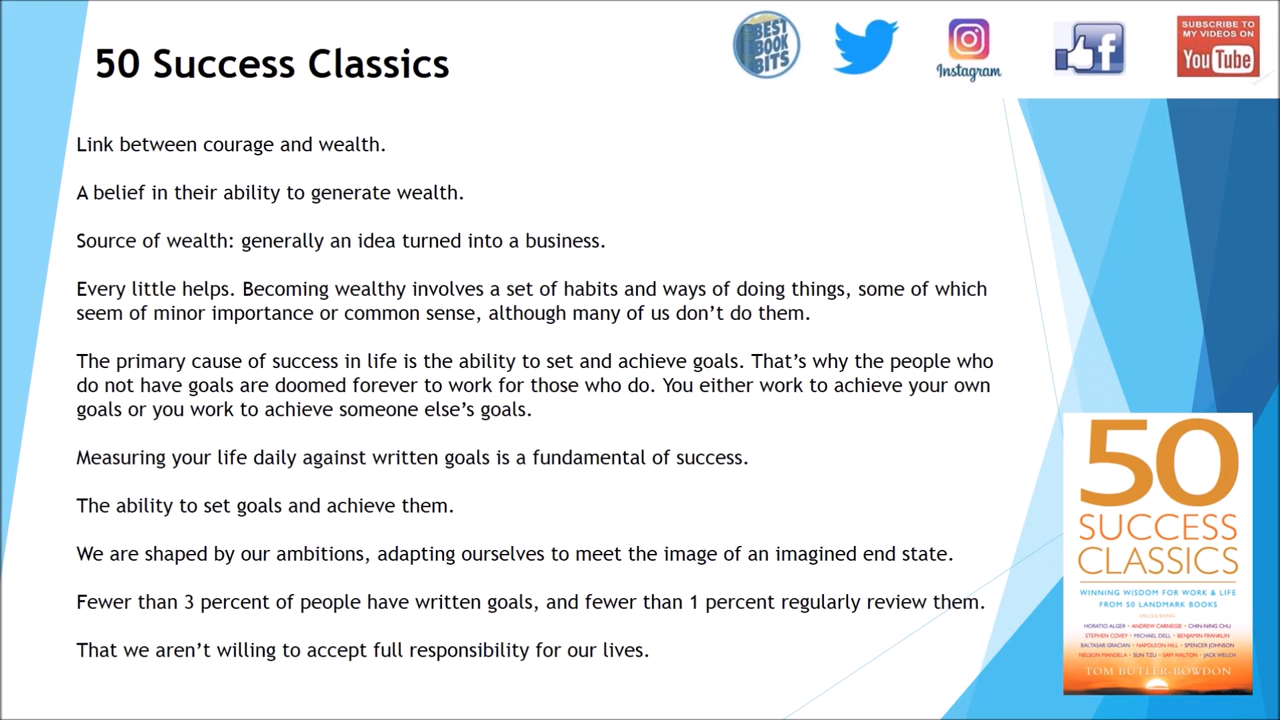 50 Success Classics
BEST
BOOK
BITS
Instagram
f
SUBSCRIBE TO
MY VIDEOS ON
YouTube
Link between courage and wealth.
A belief in their ability to generate wealth.
Source of wealth: generally an idea turned into a business.
Every little helps. Becoming wealthy involves a set of habits and ways of doing things, some of which
seem of minor importance or common sense, although many of us don’t do them.
The primary cause of success in life is the ability to set and achieve goals. That’s why the people who
do not have goals are doomed forever to work for those who do. You either work to achieve your own
goals or you work to achieve someone else’s goals.
Measuring your life daily against written goals is a fundamental of success.
The ability to set goals and achieve them.
We are shaped by our ambitions, adapting ourselves to meet the image of an imagined end state.
Fewer than 3 percent of people have written goals, and fewer than 1 percent regularly review them.
That we aren’t willing to accept full responsibility for our lives.
50
SUCCESS
CLASSICS
WINNING WISDOM FOR WORK & LIFE
FROM 50 LANDMARK BOOKS
INCLUDING
HORATIO ALGER • ANDREW CARNEGIE • CHIN-NING CHU
STEPHEN COVEY • MICHAEL DELL • BENJAMIN FRANKLIN
BALTASAR GRACIAN • NAPOLEON HILL • SPENCER JOHNSON
NELSON MANDELA • SUN TZU • SAM WALTON • JACK WELCH
TOM BUTLER-BOWDON